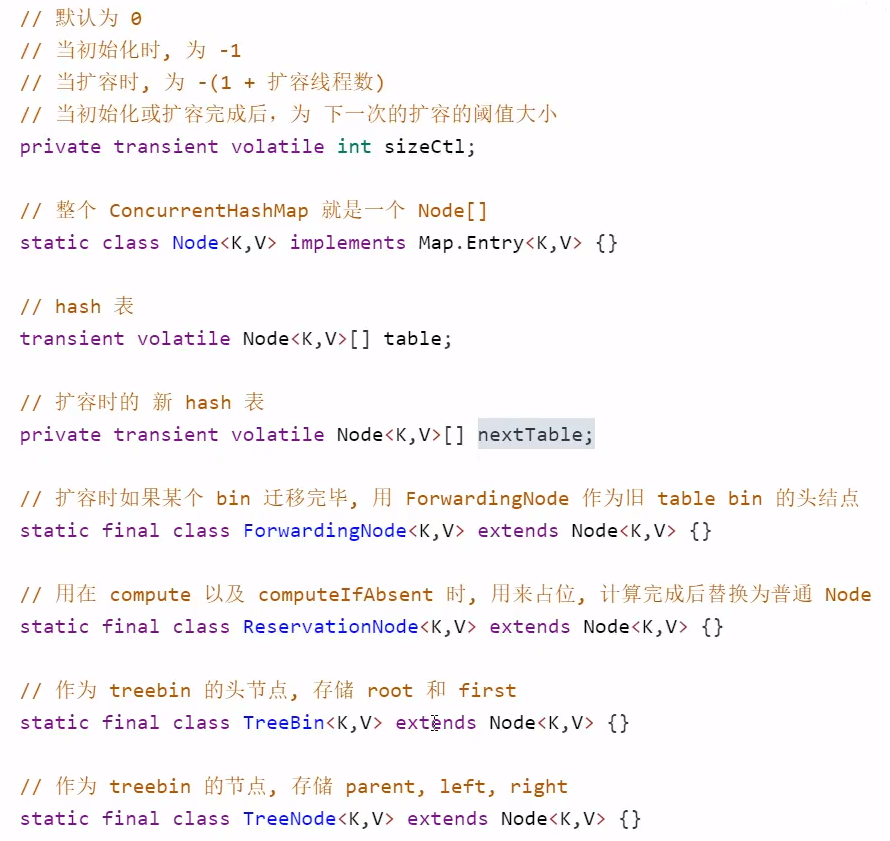 // 默认为 0
// 当初始化时, 为 -1
// 当扩容时, 为 -(1 + 扩容线程数)
// 当初始化或扩容完成后，为 下一次的扩容的阈值大小
private transient volatile int sizeCtl;
// 整个 ConcurrentHashMap 就是一个 Node[]
static class Node<K,V> implements Map.Entry<K,V> {}
// hash 表
transient volatile Node<K,V>[] table;
// 扩容时的 新 hash 表
private transient volatile Node<K,V>[] nextTable;
// 扩容时如果某个 bin 迁移完毕, 用 ForwardingNode 作为旧 table bin 的头结点
static final class ForwardingNode<K,V> extends Node<K,V> {}
// 用在 compute 以及 computeIfAbsent 时, 用来占位, 计算完成后替换为普通 Node
static final class ReservationNode<K,V> extends Node<K,V> {}
// 作为 treebin 的头节点, 存储 root 和 first
static final class TreeBin<K,V> extends Node<K,V> {}
// 作为 treebin 的节点, 存储 parent, left, right
static final class TreeNode<K,V> extends Node<K,V> {}